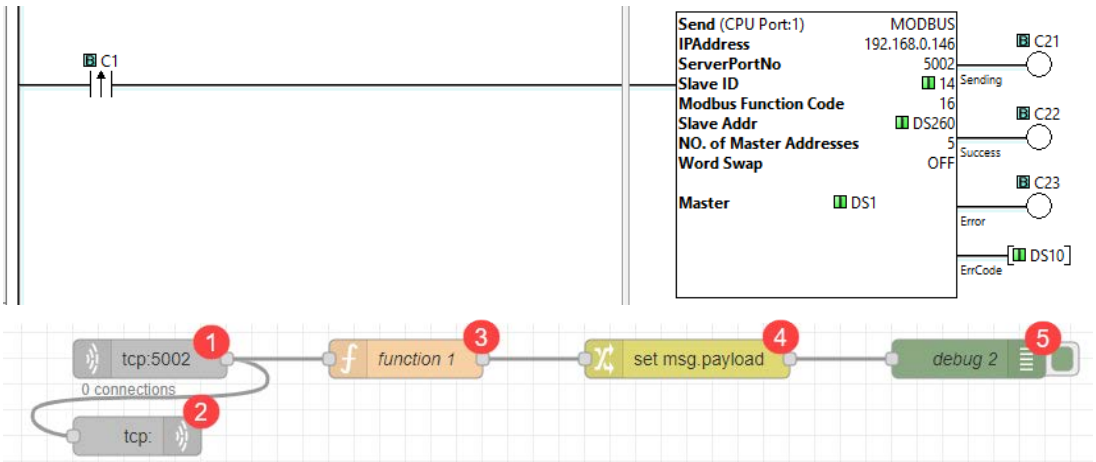 C1
Send (CPU Port:1) MODBUS
IPAddress 192.168.0.146
ServerPortNo 5002
Slave ID 14
Modbus Function Code 16
Slave Addr DS260
NO. of Master Addresses 5
Word Swap OFF
Master DS1
B C21
Sending
B C22
Success
B C23
Error
DS10
ErrCode
1
tcp:5002
0 connections
2
tcp:
3
function 1
4
set msg.payload
5
debug 2